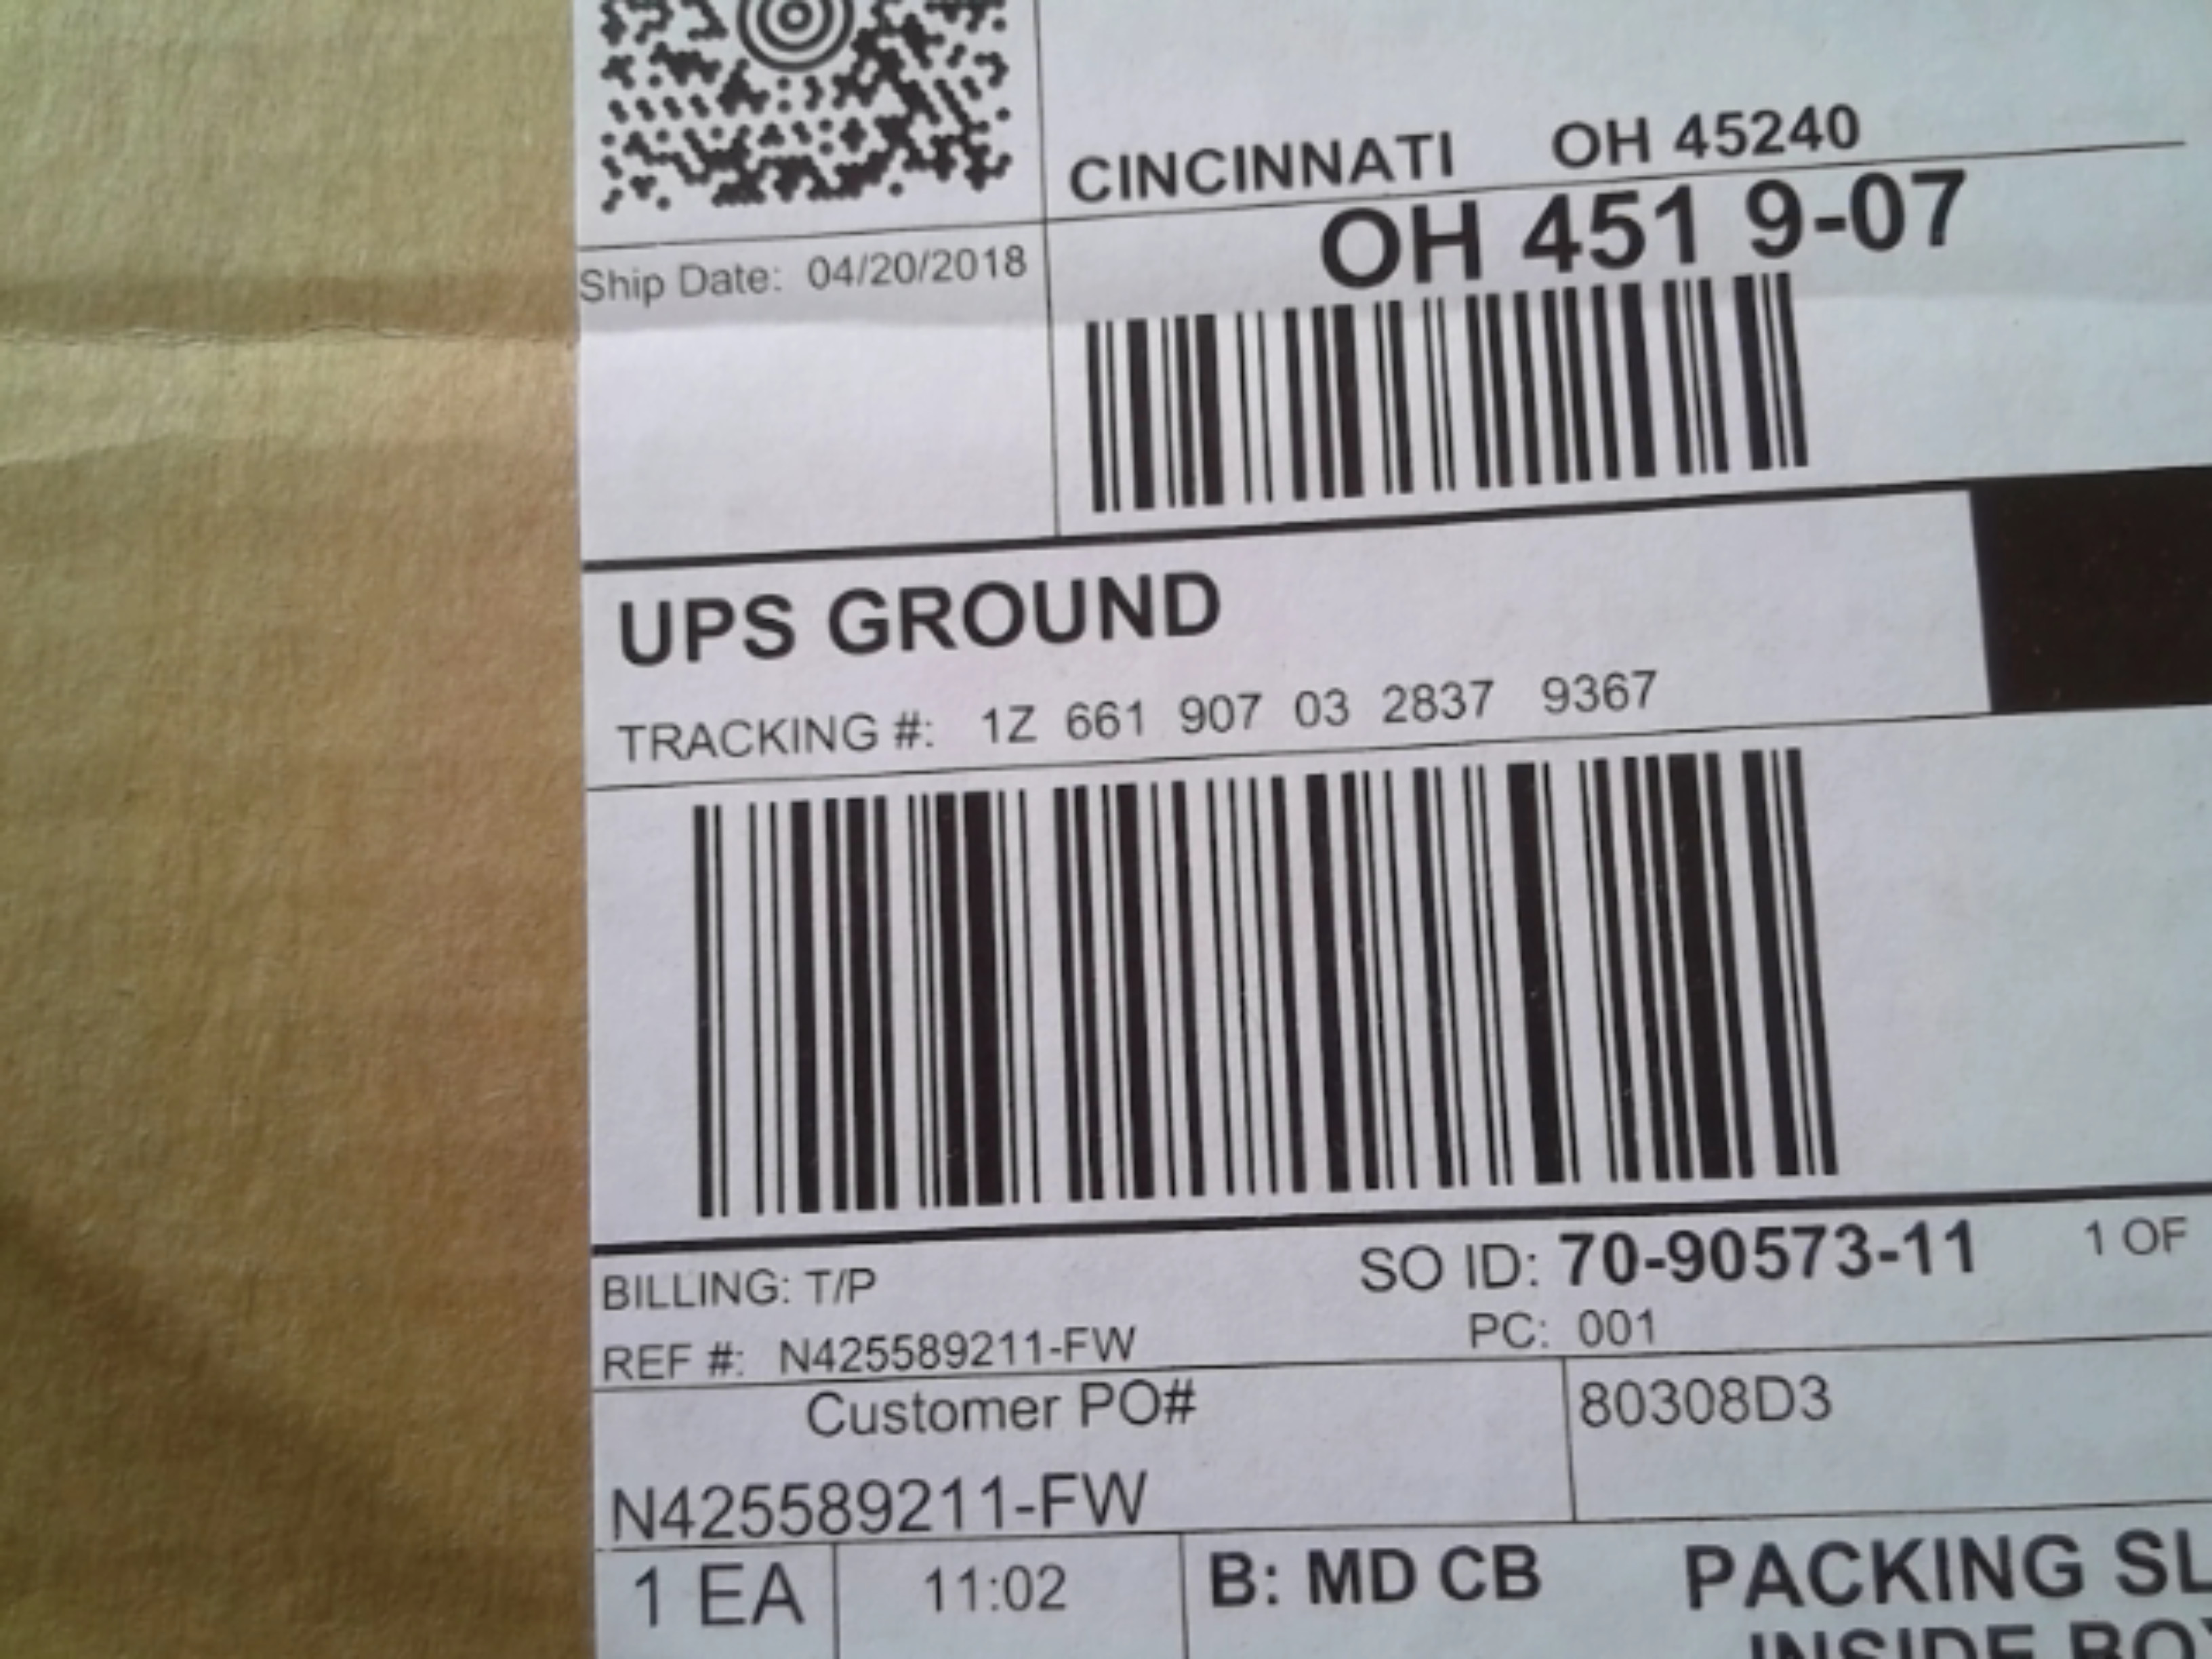 CINCINNATI OH 45240
OH 451 9-07
Ship Date: 04/20/2018
UPS GROUND
TRACKING #: 1Z 661 907 03 2837 9367
BILLING: T/P
SO ID: 70-90573-11 1 OF
REF #: N425589211-FW
PC: 001
Customer PO#
80308D3
N425589211-FW
1 EA 11:02 B: MD CB PACKING SL
INSIDE BOX